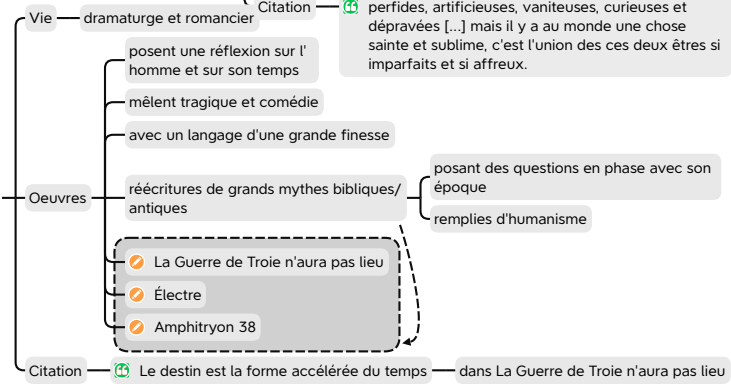 Citation
perfides, artificieuses, vaniteuses, curieuses et
dépravées [...] mais il y a au monde une chose
sainte et sublime, c'est l'union des ces deux êtres si
imparfaits et si affreux.
Vie
dramaturge et romancier
Oeuvres
posent une réflexion sur l'
homme et sur son temps
mêlent tragique et comédie
avec un langage d'une grande finesse
réécritures de grands mythes bibliques/
antiques
posant des questions en phase avec son
époque
remplies d'humanisme
La Guerre de Troie n'aura pas lieu
Électre
Amphitryon 38
Citation
Le destin est la forme accélérée du temps
dans La Guerre de Troie n'aura pas lieu